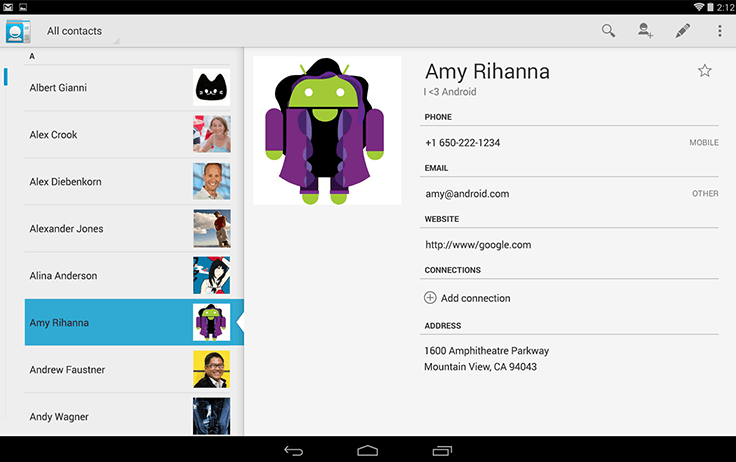 2:12
All contacts
A
Albert Gianni
Alex Crook
Alex Diebenkorn
Alexander Jones
Alina Anderson
Amy Rihanna
Andrew Faustner
Andy Wagner
Amy Rihanna
I <3 Android
PHONE
+1 650-222-1234 MOBILE
EMAIL
amy@android.com OTHER
WEBSITE
http://www/google.com
CONNECTIONS
Add connection
ADDRESS
1600 Amphitheatre Parkway
Mountain View, CA 94043